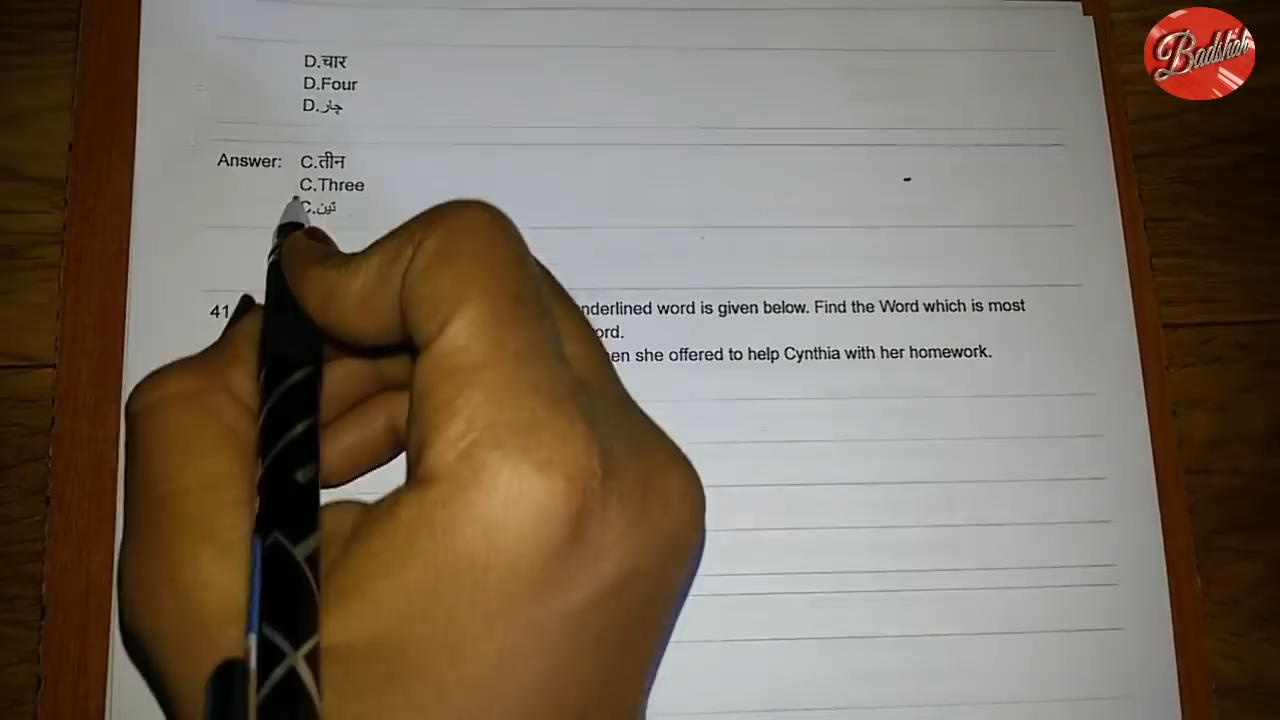 Badshah
D.चार
D.Four
D.چار
Answer: C.तीन
C.Three
C.تین
41
nderlined word is given below. Find the Word which is most
ord.
en she offered to help Cynthia with her homework.